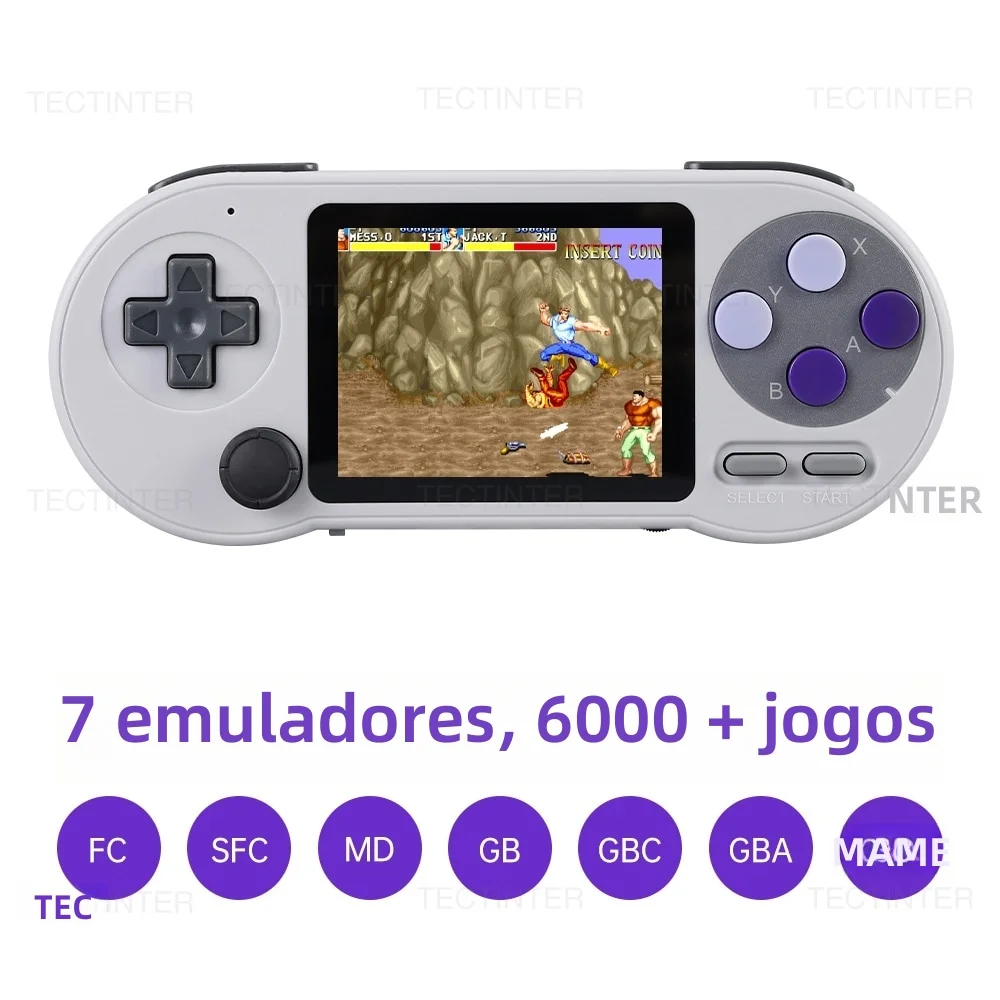 TECTINTER TECTINTER TECTINTER
MESS.O 1ST JACK.T 2ND
INSERT COIN
X
Y
A
B
SELECT START
TECTINTER TECTINTER NTER
7 emuladores, 6000 + jogos
FC SFC MD GB GBC GBA MAME
TECTINTER TECTINTER TECTINTER